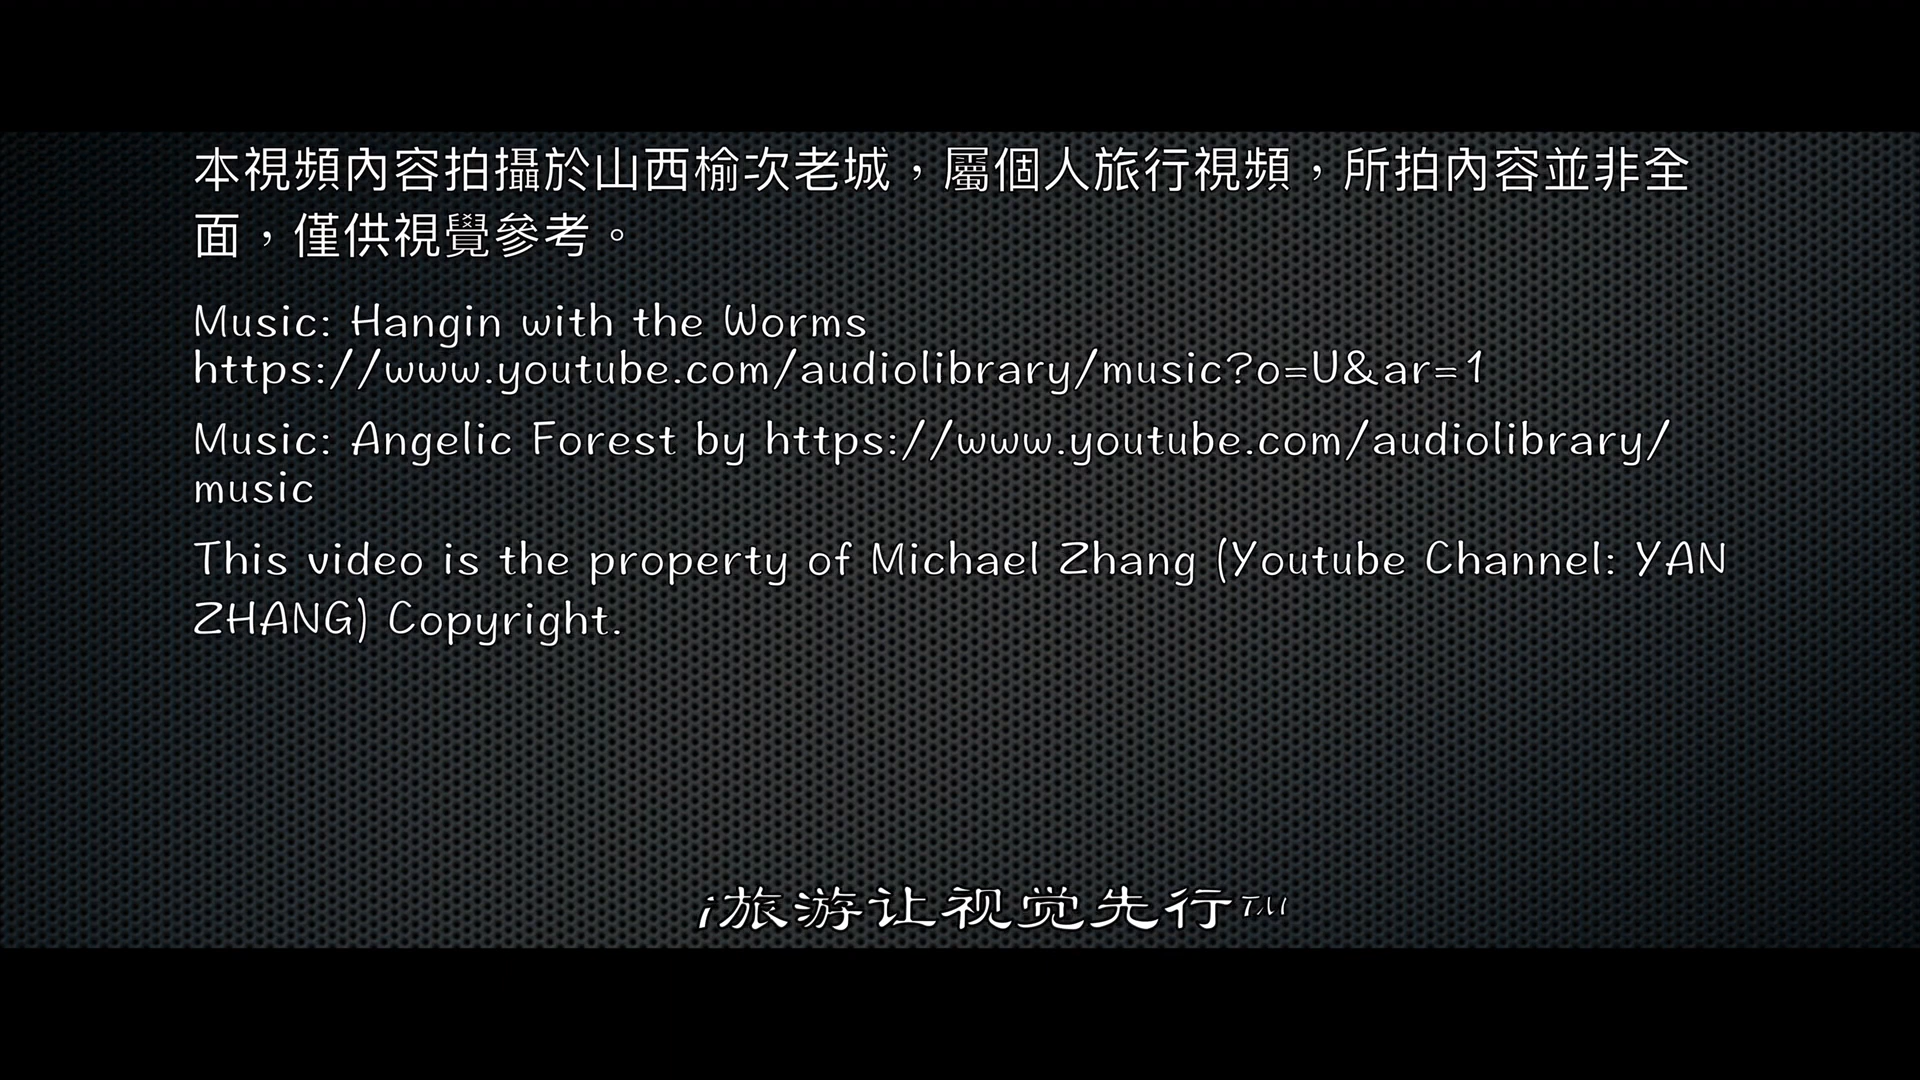 本視頻內容拍攝於山西榆次老城，屬個人旅行視頻，所拍內容並非全
面，僅供視覺參考。
Music: Hangin with the Worms
https://www.youtube.com/audiolibrary/music?o=U&ar=1
Music: Angelic Forest by https://www.youtube.com/audiolibrary/
music
This video is the property of Michael Zhang (Youtube Channel: YAN
ZHANG) Copyright.
i旅游让视觉先行TM